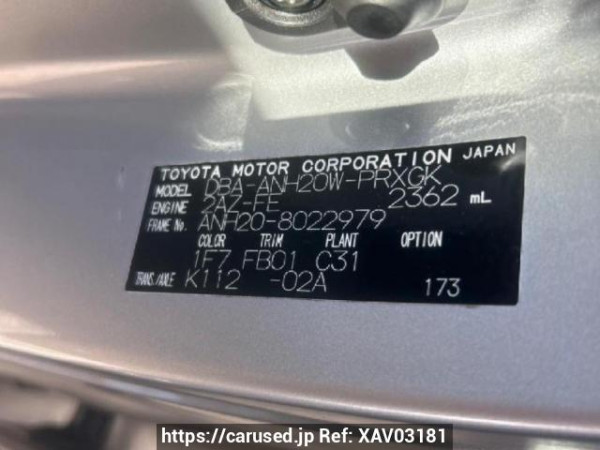 TOYOTA MOTOR CORPORATION JAPAN
MODEL DBA-ANH20W-PRXGK
ENGINE 2AZ-FE 2362 mL
FRAME No. ANH20-8022979
COLOR TRIM PLANT OPTION
1F7 FB01 C31
TRANS./AXLE K112 -02A 173
https://carused.jp Ref: XAV03181